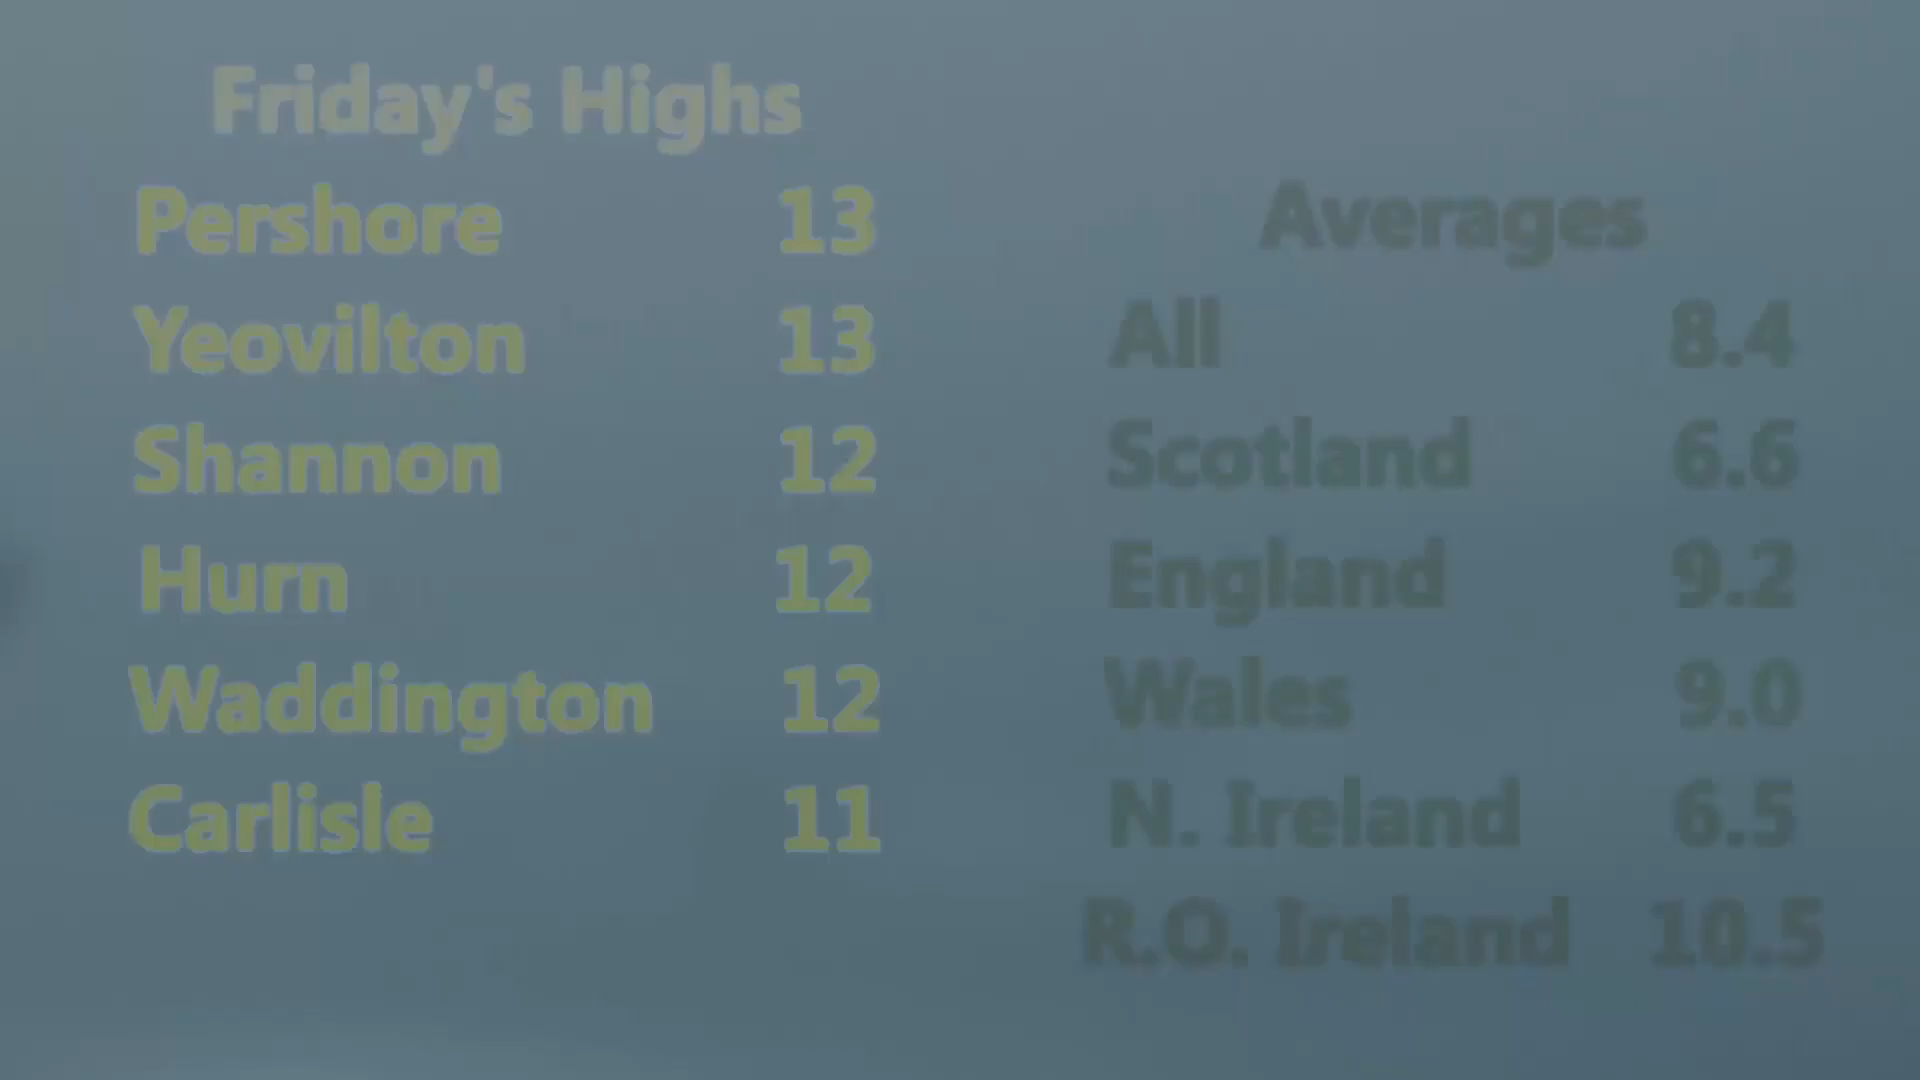 Friday's Highs
Pershore 13
Yeovilton 13
Shannon 12
Hurn 12
Waddington 12
Carlisle 11
Averages
All 8.4
Scotland 6.6
England 9.2
Wales 9.0
N. Ireland 6.5
R.O. Ireland 10.5